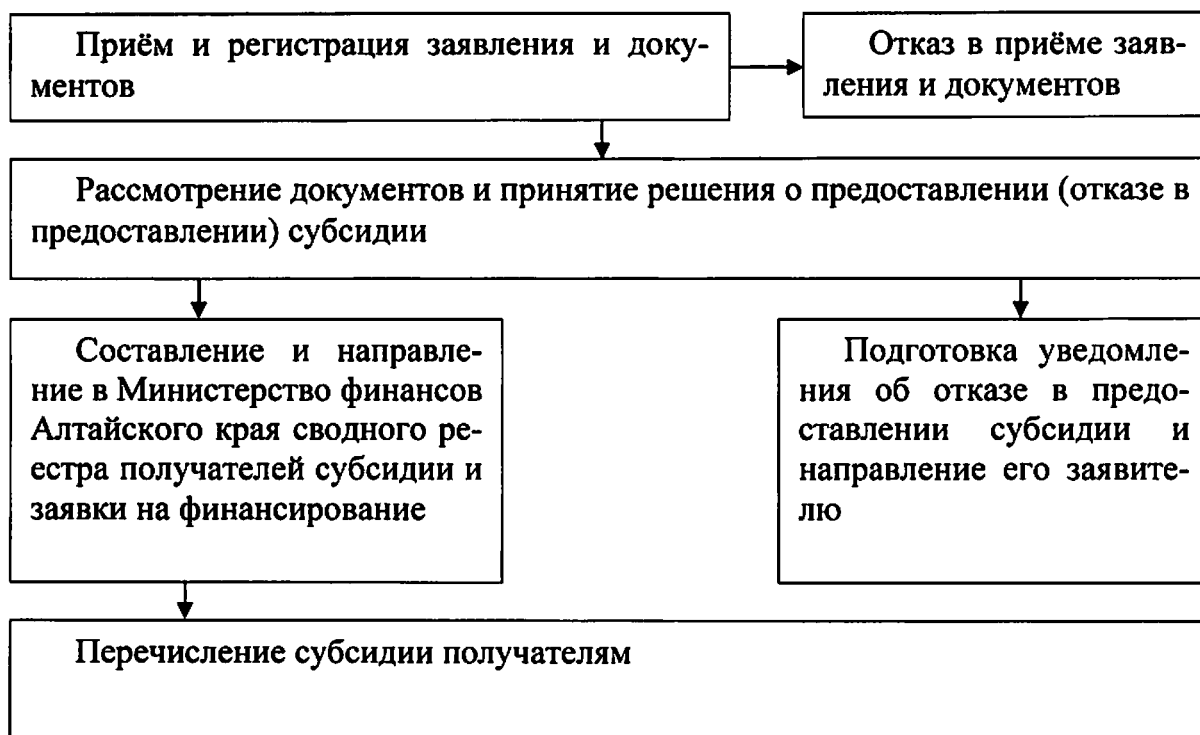 Приём и регистрация заявления и доку-
ментов
Отказ в приёме заяв-
ления и документов
Рассмотрение документов и принятие решения о предоставлении (отказе в
предоставлении) субсидии
Составление и направле-
ние в Министерство финансов
Алтайского края сводного ре-
естра получателей субсидии и
заявки на финансирование
Подготовка уведомле-
ния об отказе в предо-
ставлении субсидии и
направление его заявите-
лю
Перечисление субсидии получателям